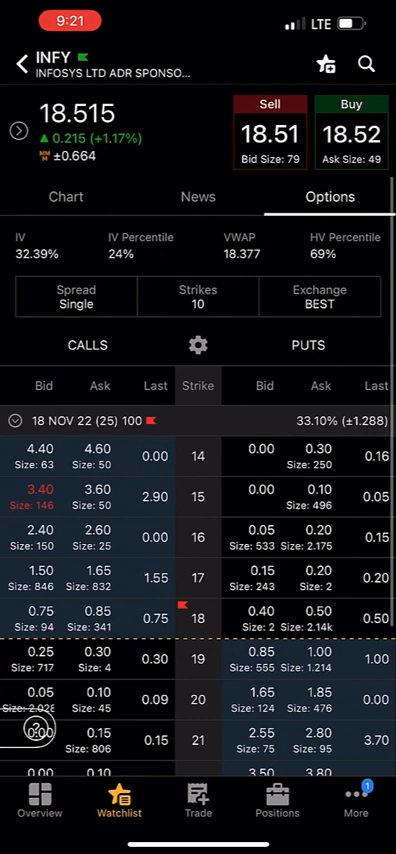 9:21 LTE
INFY
INFOSYS LTD ADR SPONSO...
18.515
0.215 (+1.17%)
MM M ±0.664
Sell Buy
18.51 18.52
Bid Size: 79 Ask Size: 49
Chart News Options
IV IV Percentile VWAP HV Percentile
32.39% 24% 18.377 69%
Spread Strikes Exchange
Single 10 BEST
CALLS PUTS
Bid Ask Last Strike Bid Ask Last
18 NOV 22 (25) 100 33.10% (±1.288)
4.40 4.60 0.00 14 0.00 0.30 0.16
Size: 63 Size: 50 Size: 250
3.40 3.60 2.90 15 0.00 0.10 0.05
Size: 146 Size: 50 Size: 496
2.40 2.60 0.00 16 0.05 0.20 0.15
Size: 150 Size: 25 Size: 533 Size: 2.175
1.50 1.65 1.55 17 0.15 0.20 0.20
Size: 846 Size: 832 Size: 243 Size: 2
0.75 0.85 0.75 18 0.40 0.50 0.50
Size: 94 Size: 341 Size: 2 Size: 2.14k
0.25 0.30 0.30 19 0.85 1.00 1.00
Size: 717 Size: 4 Size: 555 Size: 1.214
0.05 0.10 0.09 20 1.65 1.85 0.00
Size: 2.028 Size: 45 Size: 124 Size: 476
0.00 0.15 0.15 21 2.55 2.80 3.70
Size: 806 Size: 75 Size: 95
0.00 0.10 3.50 3.80
1
Overview Watchlist Trade Positions More